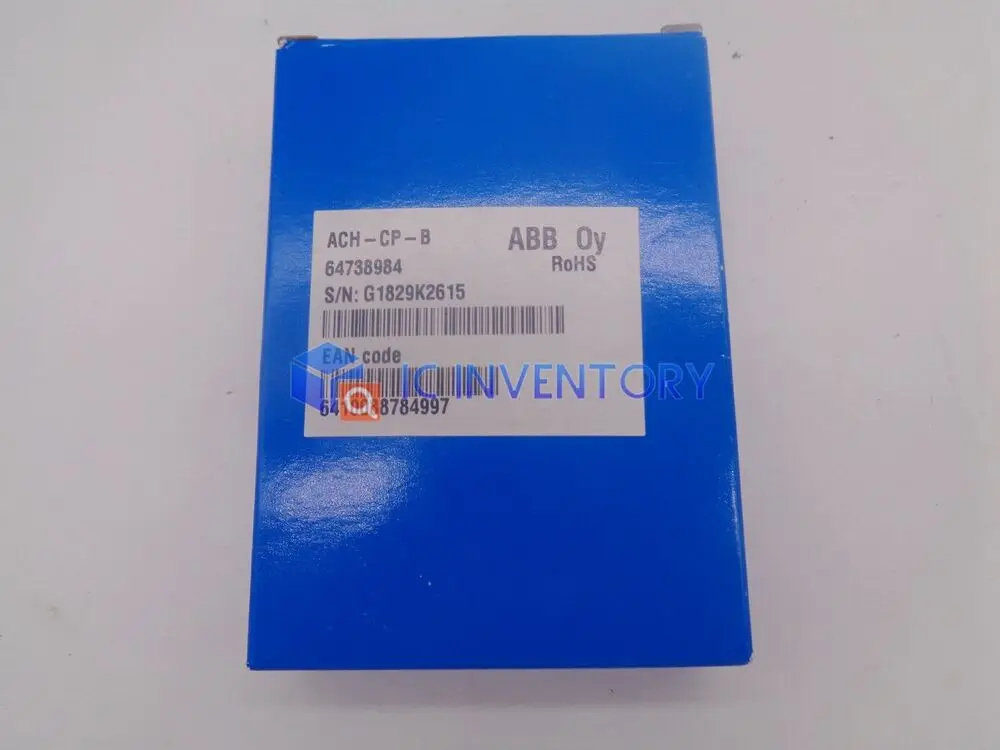 ACH-CP-B
ABB Oy
64738984
RoHS
S/N: G1829K2615
EAN code
IC INVENTORY